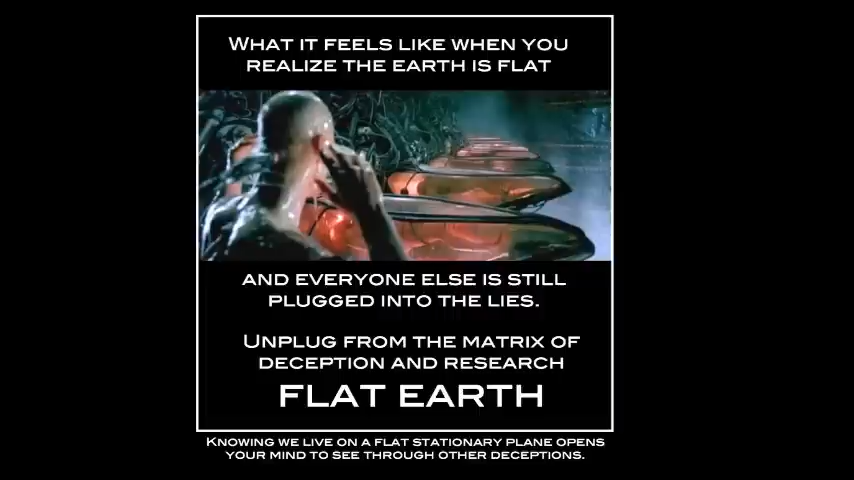 What it feels like when you
realize the earth is flat
and everyone else is still
plugged into the lies.
Unplug from the matrix of
deception and research
FLAT EARTH
Knowing we live on a flat stationary plane opens
your mind to see through other deceptions.